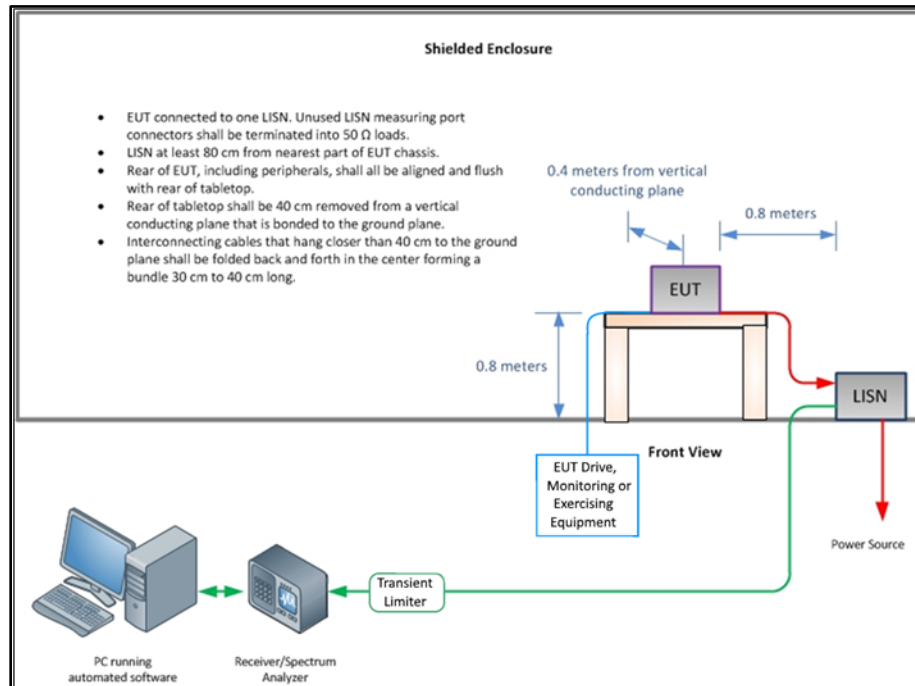 Shielded Enclosure
• EUT connected to one LISN. Unused LISN measuring port
connectors shall be terminated into 50 Ω loads.
• LISN at least 80 cm from nearest part of EUT chassis.
• Rear of EUT, including peripherals, shall all be aligned and flush
with rear of tabletop.
• Rear of tabletop shall be 40 cm removed from a vertical
conducting plane that is bonded to the ground plane.
• Interconnecting cables that hang closer than 40 cm to the ground
plane shall be folded back and forth in the center forming a
bundle 30 cm to 40 cm long.
0.4 meters from vertical
conducting plane
0.8 meters
EUT
0.8 meters
LISN
Front View
EUT Drive,
Monitoring or
Exercising
Equipment
Power Source
Transient
Limiter
PC running
automated software
Receiver/Spectrum
Analyzer